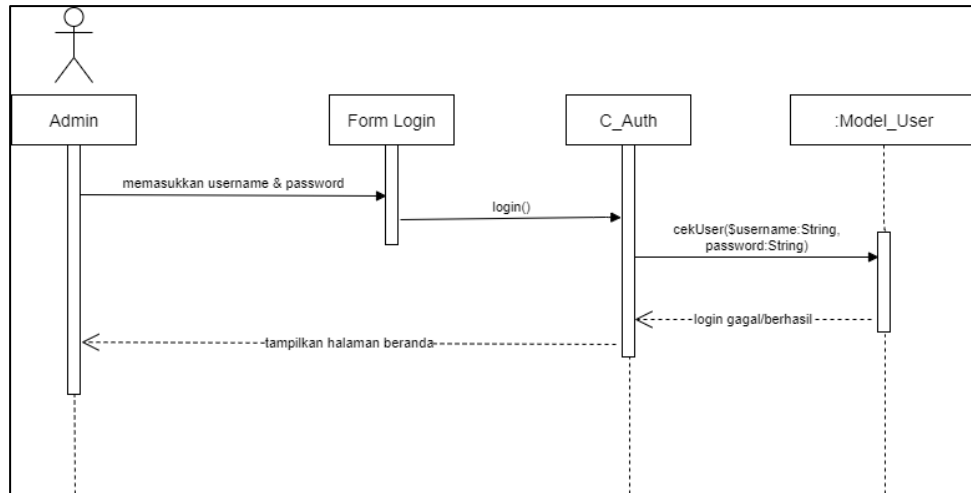 Admin
Form Login
C_Auth
:Model_User
memasukkan username & password
login()
cekUser($username:String,
password:String)
login gagal/berhasil
tampilkan halaman beranda